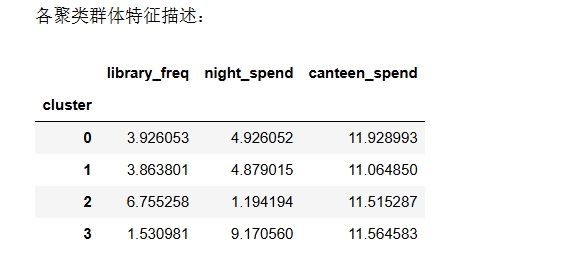 各聚类群体特征描述：
library_freq night_spend canteen_spend
cluster
0 3.926053 4.926052 11.928993
1 3.863801 4.879015 11.064850
2 6.755258 1.194194 11.515287
3 1.530981 9.170560 11.564583